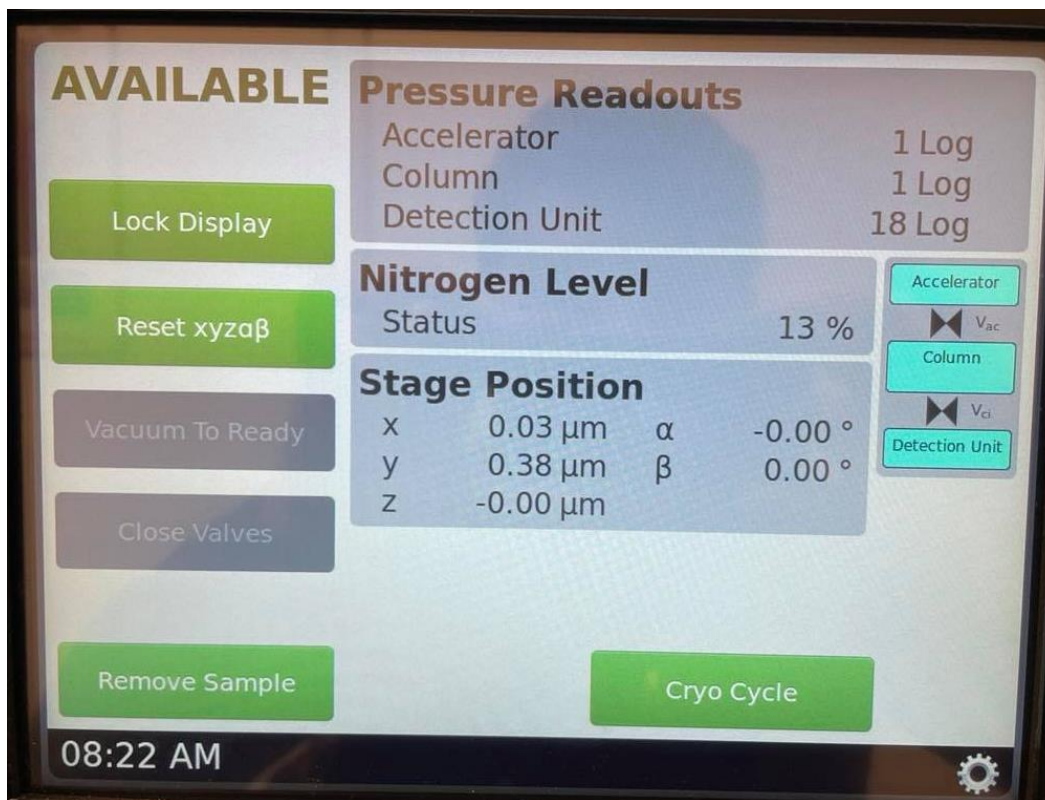 AVAILABLE
Lock Display
Reset xyzαβ
Vacuum To Ready
Close Valves
Remove Sample
Pressure Readouts
Accelerator 1 Log
Column 1 Log
Detection Unit 18 Log
Nitrogen Level
Status 13 %
Stage Position
x 0.03 μm α -0.00 °
y 0.38 μm β 0.00 °
z -0.00 μm
Accelerator
Vac
Column
Vci
Detection Unit
Cryo Cycle
08:22 AM